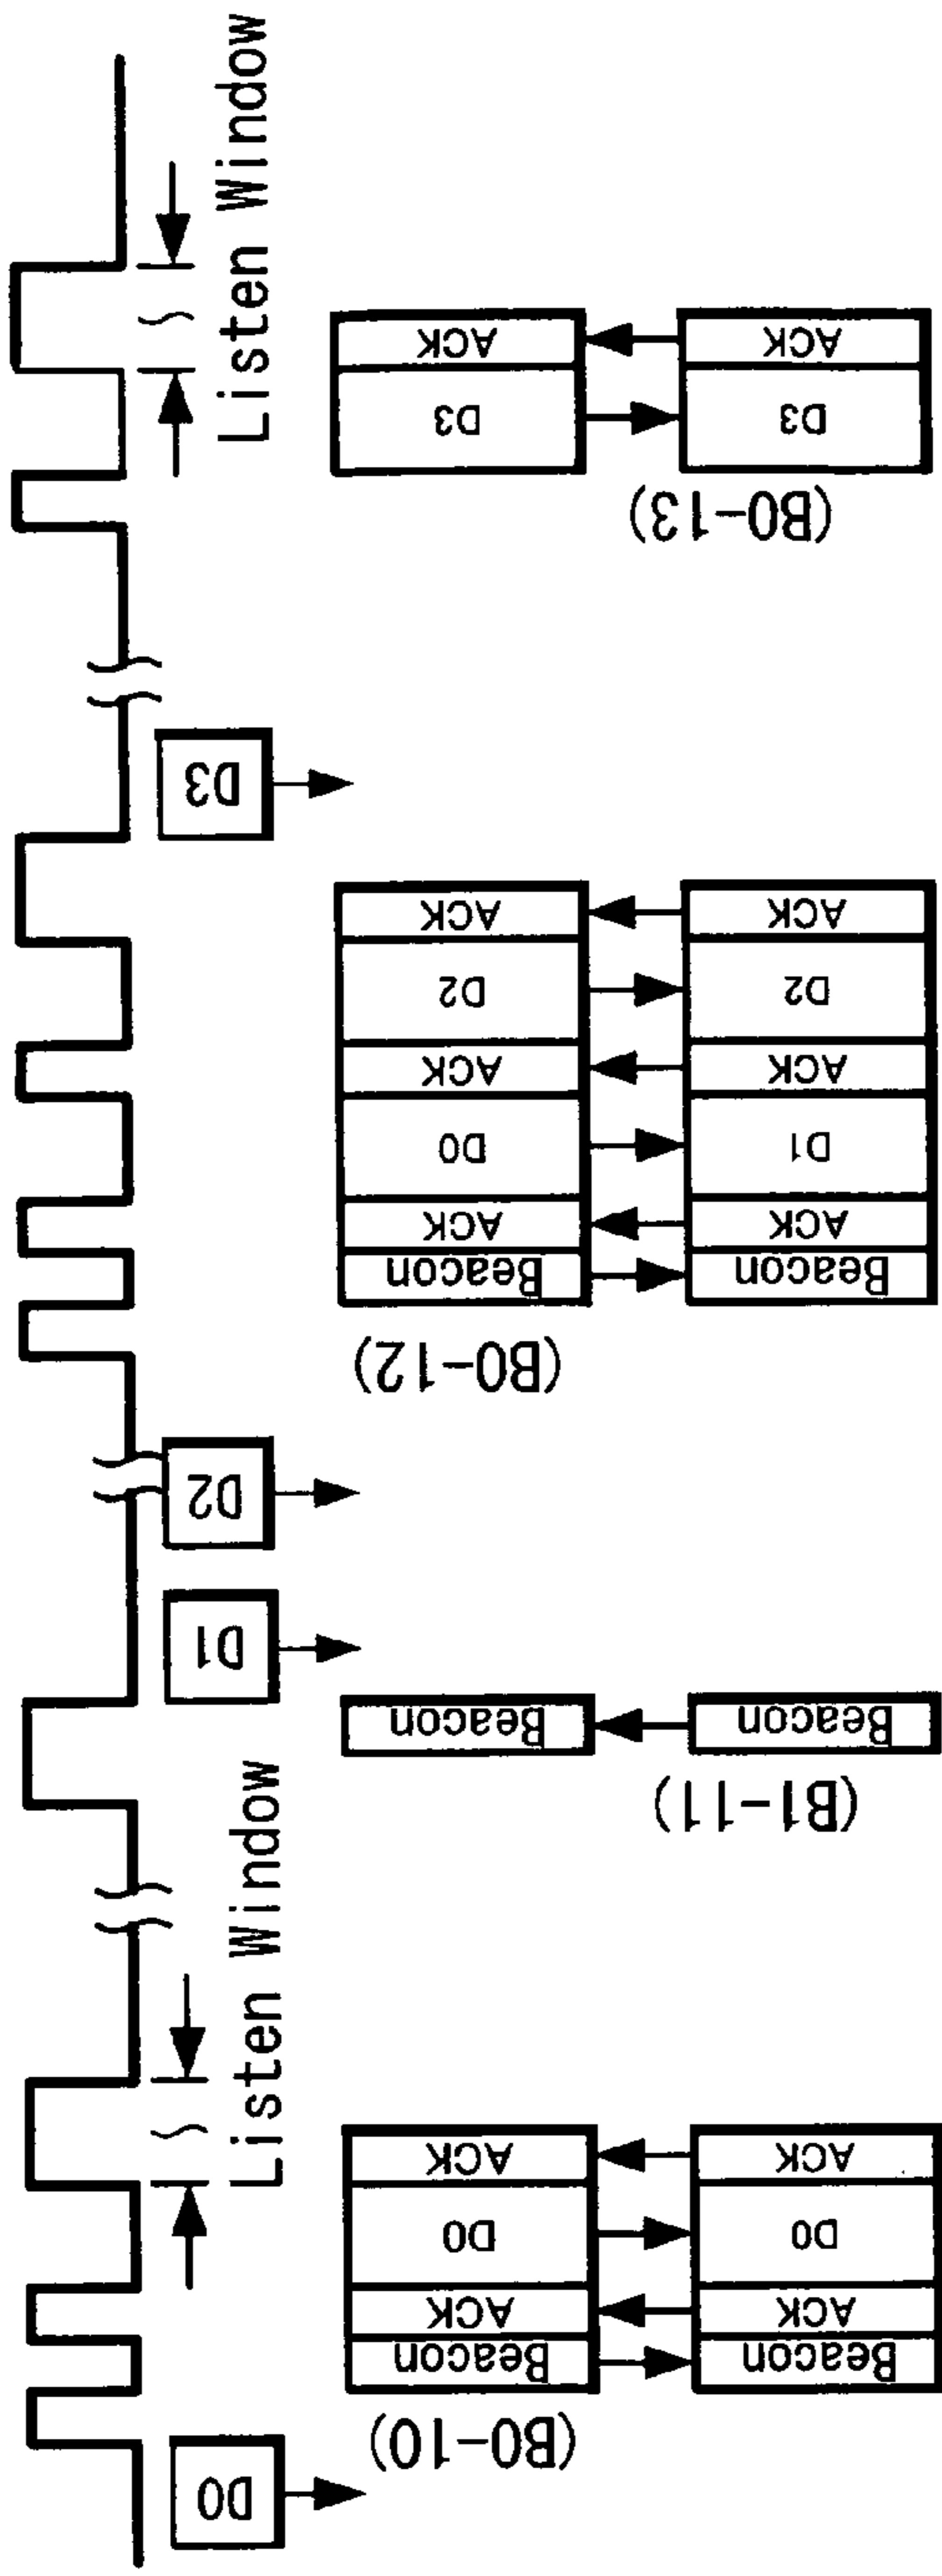 Listen Window
ACK
D3
ACK
D3
(B0-13)
D3
ACK
D2
ACK
D0
ACK
Beacon
ACK
D2
ACK
D1
ACK
Beacon
(B0-12)
D2
D1
Beacon
Beacon
(B1-11)
Listen Window
ACK
D0
ACK
Beacon
ACK
D0
ACK
Beacon
(B0-10)
D0